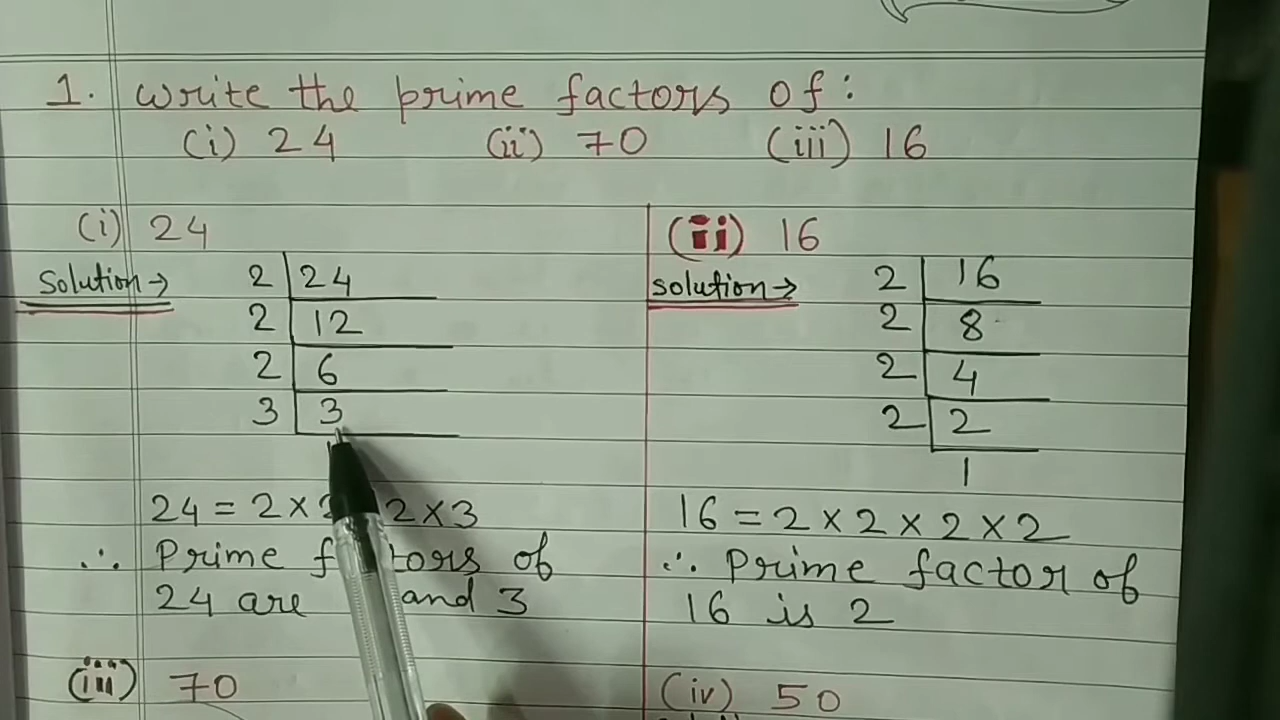 1. Write the prime factors of:
(i) 24 (ii) 70 (iii) 16
(i) 24
Solution→
2 | 24
2 | 12
2 | 6
3 | 3
24 = 2 × 2 × 2 × 3
∴ Prime factors of
24 are and 3
(ii) 16
solution→
2 | 16
2 | 8
2 | 4
2 | 2
1
16 = 2 × 2 × 2 × 2
∴ Prime factor of
16 is 2
(iii) 70
(iv) 50